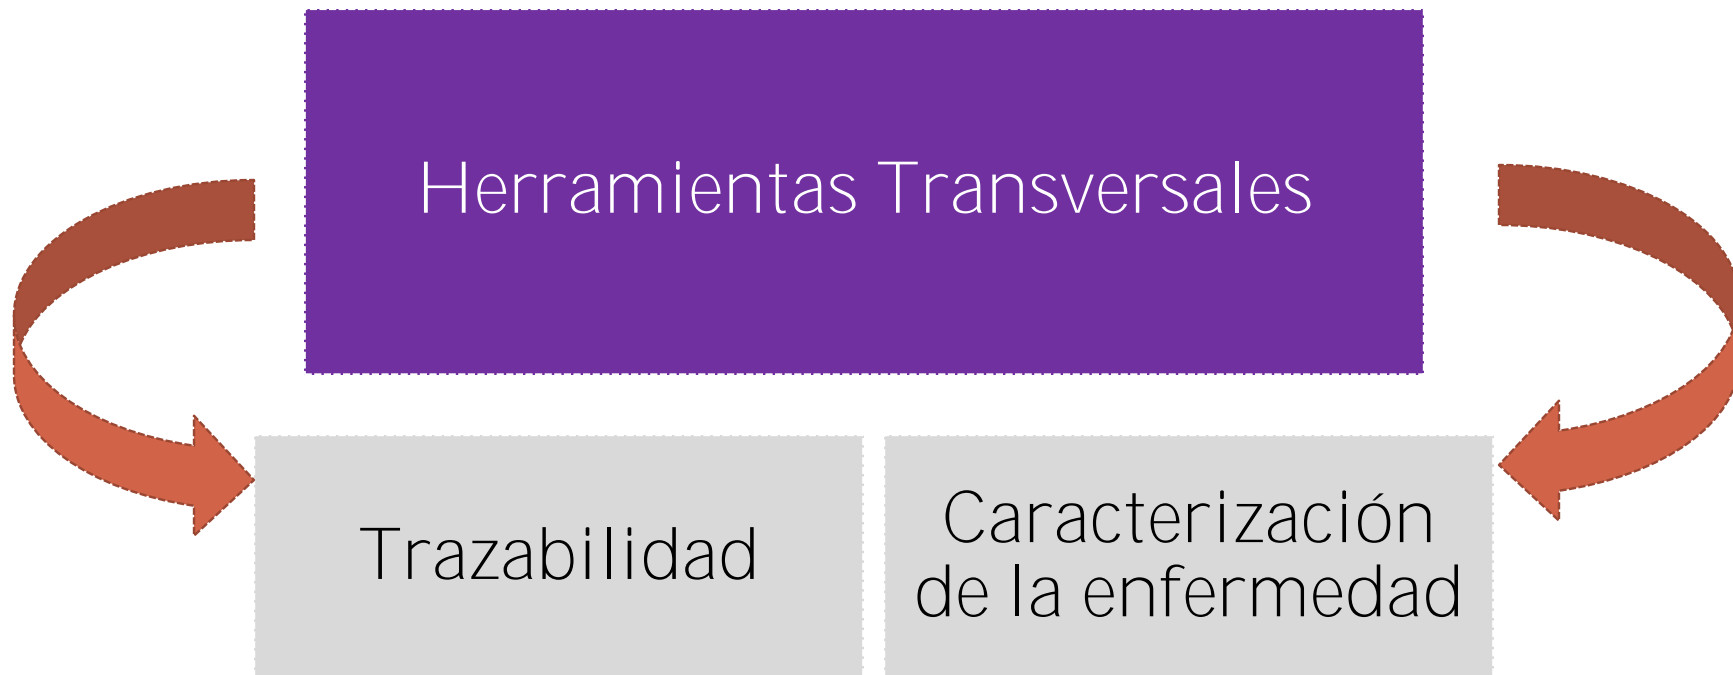 Herramientas Transversales
Trazabilidad
Caracterización
de la enfermedad